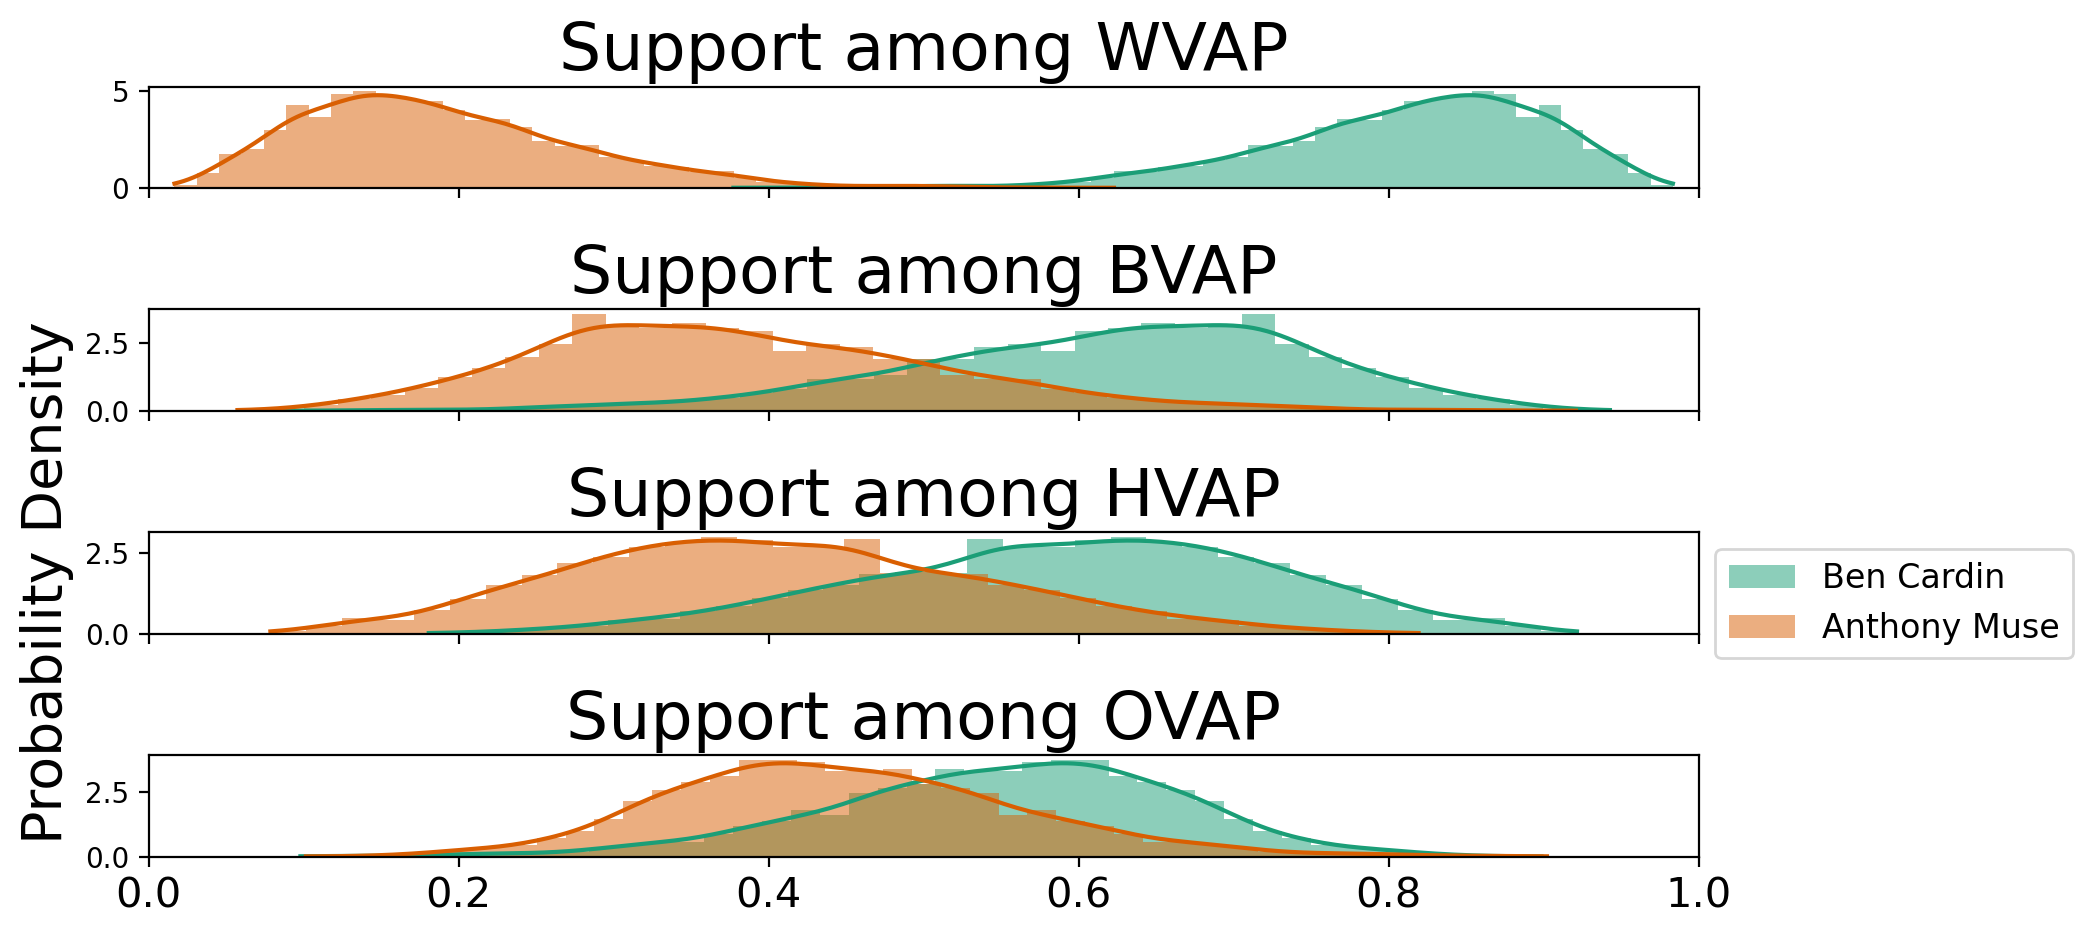 Support among WVAP
5
0
Support among BVAP
2.5
0.0
Probability Density
Support among HVAP
2.5
0.0
Ben Cardin
Anthony Muse
Support among OVAP
2.5
0.0
0.0 0.2 0.4 0.6 0.8 1.0